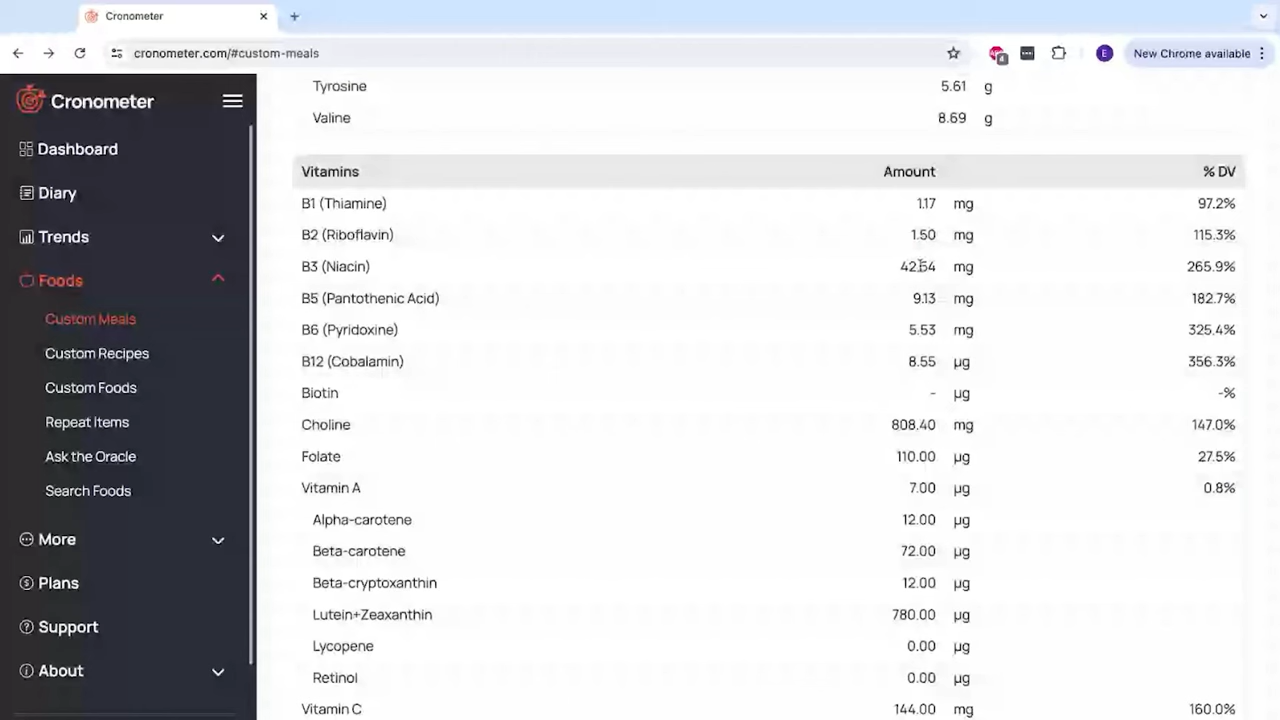 Cronometer
cronometer.com/#custom-meals
4
E
New Chrome available
Cronometer
Dashboard
Diary
Trends
Foods
Custom Meals
Custom Recipes
Custom Foods
Repeat Items
Ask the Oracle
Search Foods
More
Plans
Support
About
Tyrosine 5.61 g
Valine 8.69 g
Vitamins Amount % DV
B1 (Thiamine) 1.17 mg 97.2%
B2 (Riboflavin) 1.50 mg 115.3%
B3 (Niacin) 42.54 mg 265.9%
B5 (Pantothenic Acid) 9.13 mg 182.7%
B6 (Pyridoxine) 5.53 mg 325.4%
B12 (Cobalamin) 8.55 µg 356.3%
Biotin - µg -%
Choline 808.40 mg 147.0%
Folate 110.00 µg 27.5%
Vitamin A 7.00 µg 0.8%
Alpha-carotene 12.00 µg
Beta-carotene 72.00 µg
Beta-cryptoxanthin 12.00 µg
Lutein+Zeaxanthin 780.00 µg
Lycopene 0.00 µg
Retinol 0.00 µg
Vitamin C 144.00 mg 160.0%